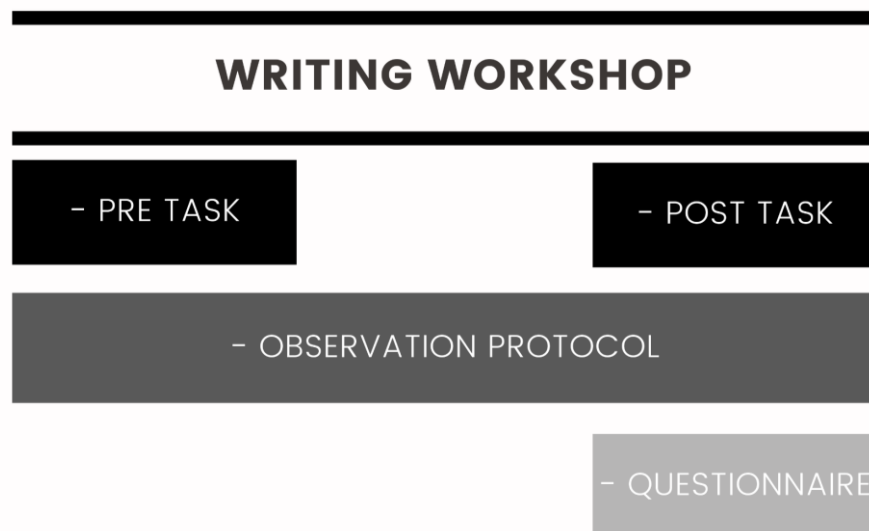 WRITING WORKSHOP
- PRE TASK
- POST TASK
- OBSERVATION PROTOCOL
- QUESTIONNAIRE